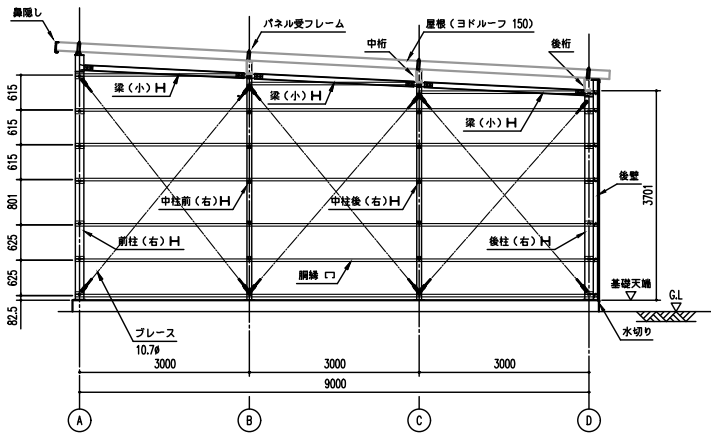 鼻隠し
パネル受フレーム
屋根（ヨドルーフ 150）
中桁
後桁
梁（小）H
梁（小）H
梁（小）H
615
615
615
801
625
625
82.5
中柱前（右）H
中柱後（右）H
後壁
3701
前柱（右）H
後柱（右）H
胴縁
基礎天端
G.L
水切り
ブレース
10.7ø
3000
3000
3000
9000
A
B
C
D